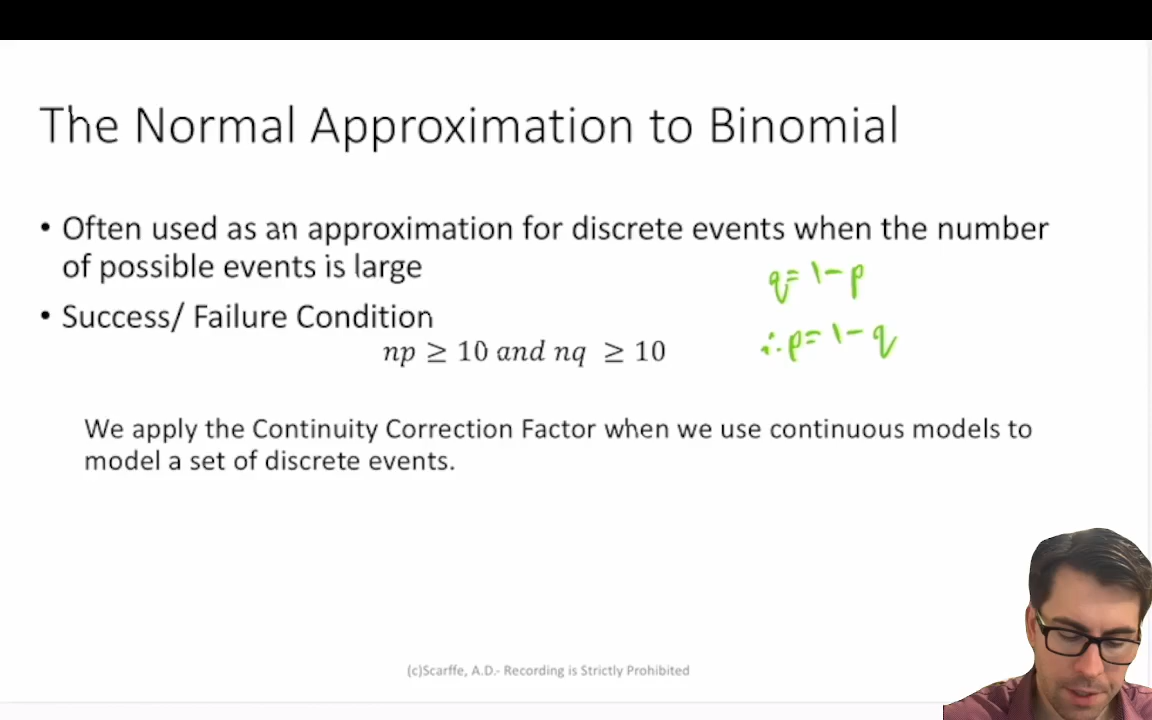 The Normal Approximation to Binomial
• Often used as an approximation for discrete events when the number
of possible events is large
q = 1 - p
• Success/ Failure Condition
np ≥ 10 and nq ≥ 10
∴ p = 1 - q
We apply the Continuity Correction Factor when we use continuous models to
model a set of discrete events.
(c)Scarffe, A.D.- Recording is Strictly Prohibited